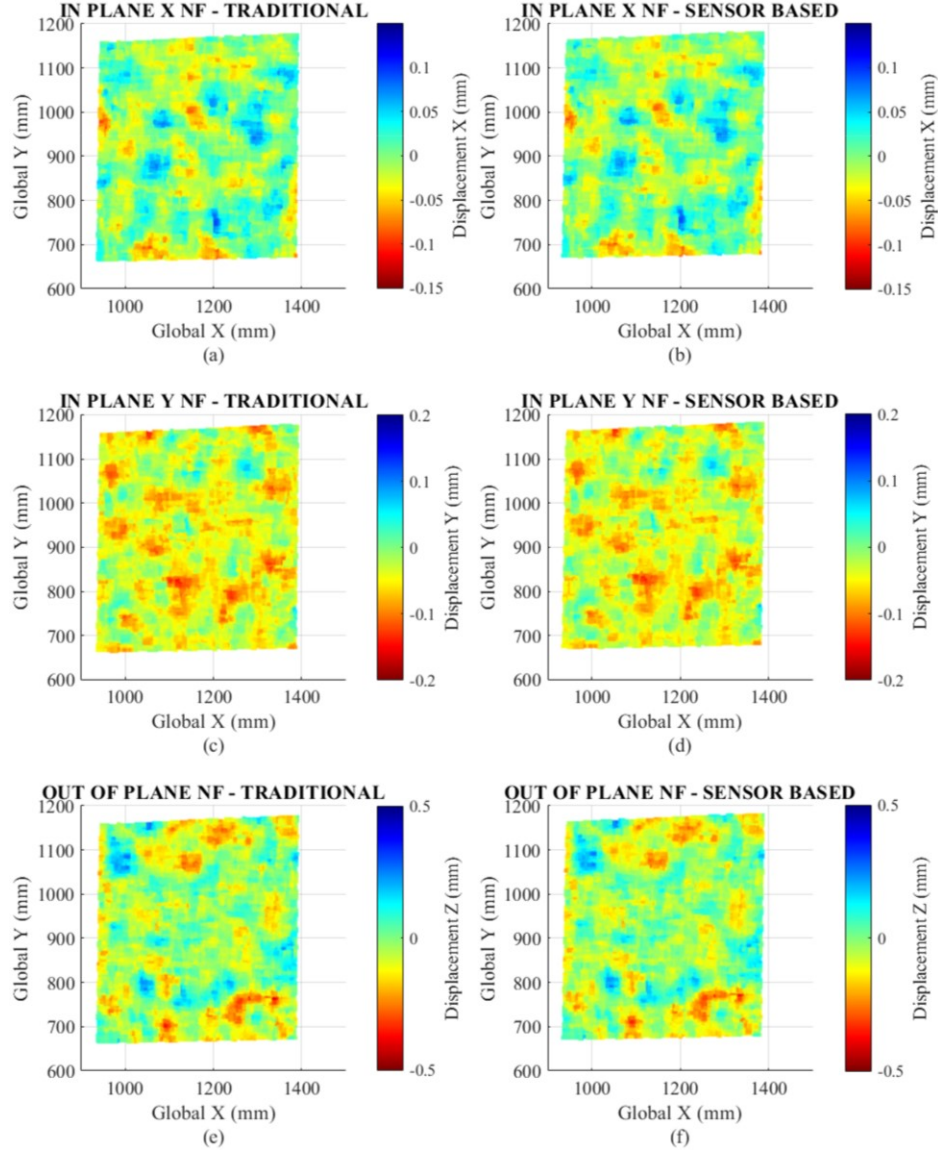 IN PLANE X NF - TRADITIONAL
1200
1100
1000
900
800
700
600
Global Y (mm)
1000 1200 1400
Global X (mm)
(a)
0.1
0.05
0
-0.05
-0.1
-0.15
Displacement X (mm)
IN PLANE X NF - SENSOR BASED
1200
1100
1000
900
800
700
600
Global Y (mm)
1000 1200 1400
Global X (mm)
(b)
0.1
0.05
0
-0.05
-0.1
-0.15
Displacement X (mm)
IN PLANE Y NF - TRADITIONAL
1200
1100
1000
900
800
700
600
Global Y (mm)
1000 1200 1400
Global X (mm)
(c)
0.2
0.1
0
-0.1
-0.2
Displacement Y (mm)
IN PLANE Y NF - SENSOR BASED
1200
1100
1000
900
800
700
600
Global Y (mm)
1000 1200 1400
Global X (mm)
(d)
0.2
0.1
0
-0.1
-0.2
Displacement Y (mm)
OUT OF PLANE NF - TRADITIONAL
1200
1100
1000
900
800
700
600
Global Y (mm)
1000 1200 1400
Global X (mm)
(e)
0.5
0
-0.5
Displacement Z (mm)
OUT OF PLANE NF - SENSOR BASED
1200
1100
1000
900
800
700
600
Global Y (mm)
1000 1200 1400
Global X (mm)
(f)
0.5
0
-0.5
Displacement Z (mm)